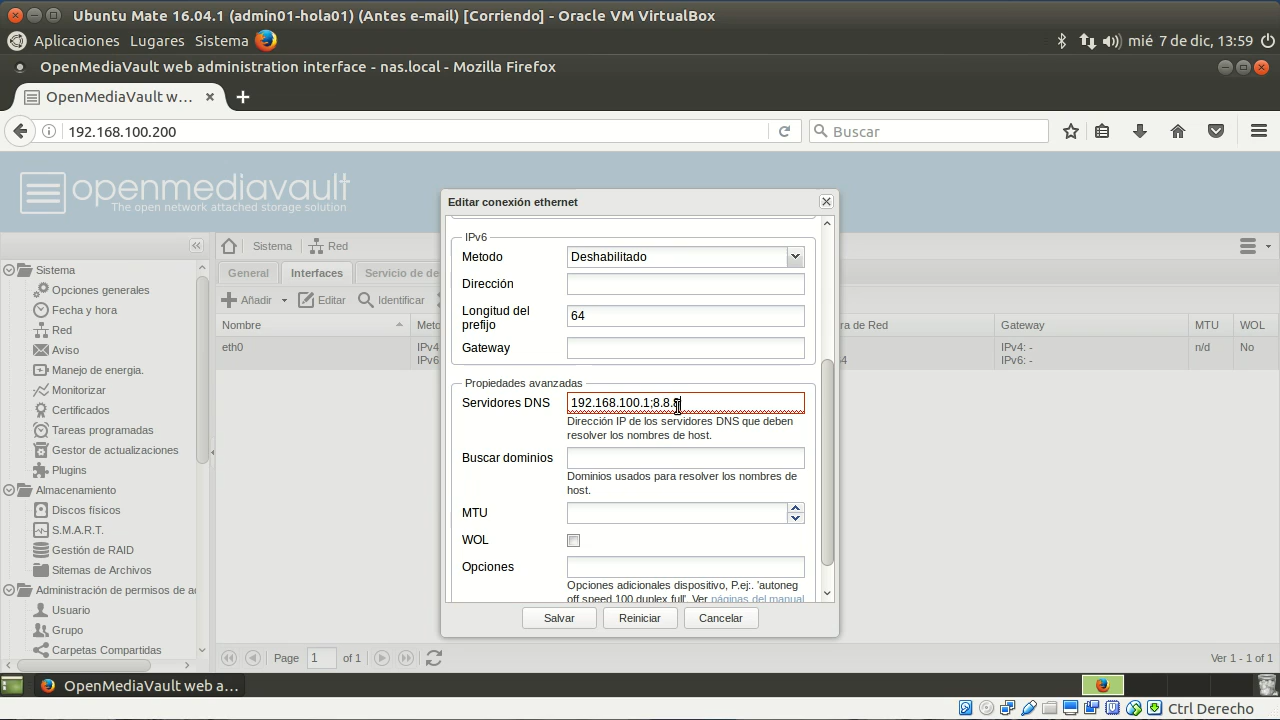 Ubuntu Mate 16.04.1 (admin01-hola01) (Antes e-mail) [Corriendo] - Oracle VM VirtualBox
Aplicaciones Lugares Sistema
mié 7 de dic, 13:59
OpenMediaVault web administration interface - nas.local - Mozilla Firefox
OpenMediaVault w...
192.168.100.200
Buscar
openmediavault
The open network attached storage solution
Sistema
Red
General
Interfaces
Servicio de de
Añadir
Editar
Identificar
Nombre
Meto
ra de Red
Gateway
MTU
WOL
eth0
IPv4
IPv6
64
IPv4: -
IPv6: -
n/d
No
Sistema
Opciones generales
Fecha y hora
Red
Aviso
Manejo de energia.
Monitorizar
Certificados
Tareas programadas
Gestor de actualizaciones
Plugins
Almacenamiento
Discos físicos
S.M.A.R.T.
Gestión de RAID
Sitemas de Archivos
Administración de permisos de a
Usuario
Grupo
Carpetas Compartidas
Editar conexión ethernet
IPv6
Metodo Deshabilitado
Dirección
Longitud del
prefijo
64
Gateway
Propiedades avanzadas
Servidores DNS 192.168.100.1;8.8.8
Dirección IP de los servidores DNS que deben
resolver los nombres de host.
Buscar dominios
Dominios usados para resolver los nombres de
host.
MTU
WOL
Opciones
Opciones adicionales dispositivo, P.ej:. 'autoneg
off speed 100 duplex full'. Ver páginas del manual
Salvar Reiniciar Cancelar
Page 1 of 1
Ver 1 - 1 of 1
OpenMediaVault web a...
Ctrl Derecho